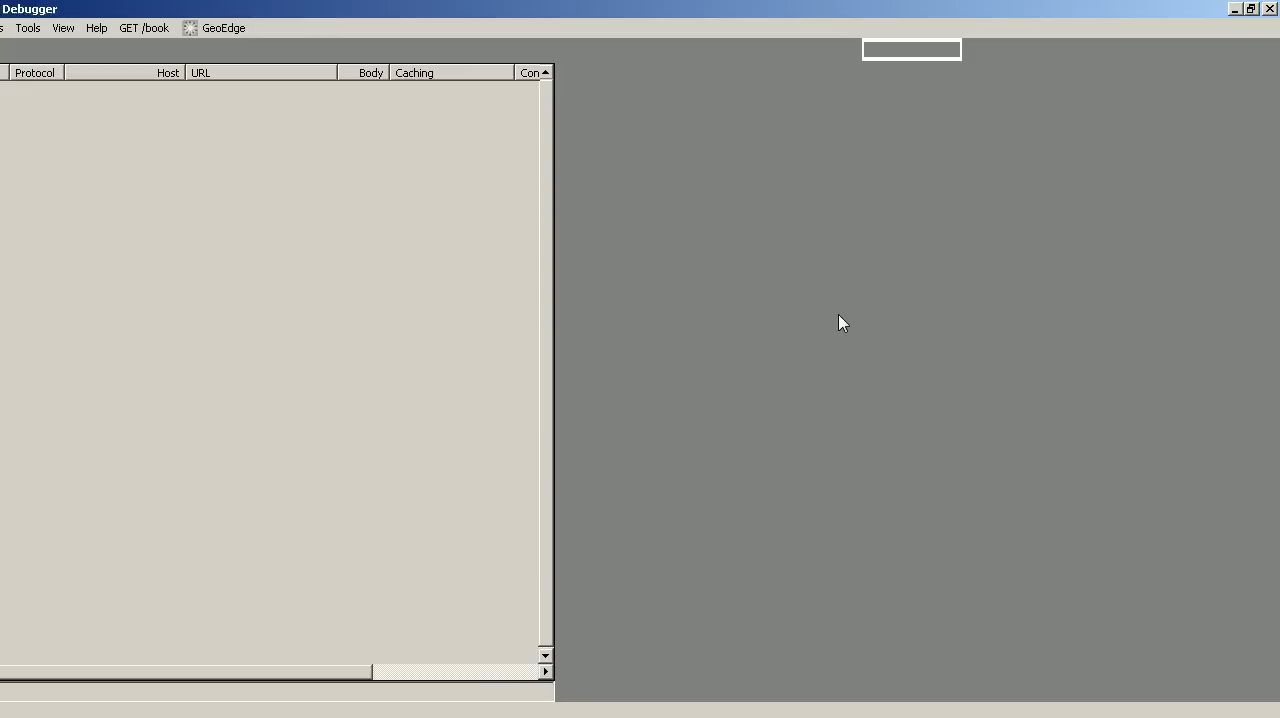 Debugger
s Tools View Help GET /book GeoEdge
Protocol Host URL Body Caching Con